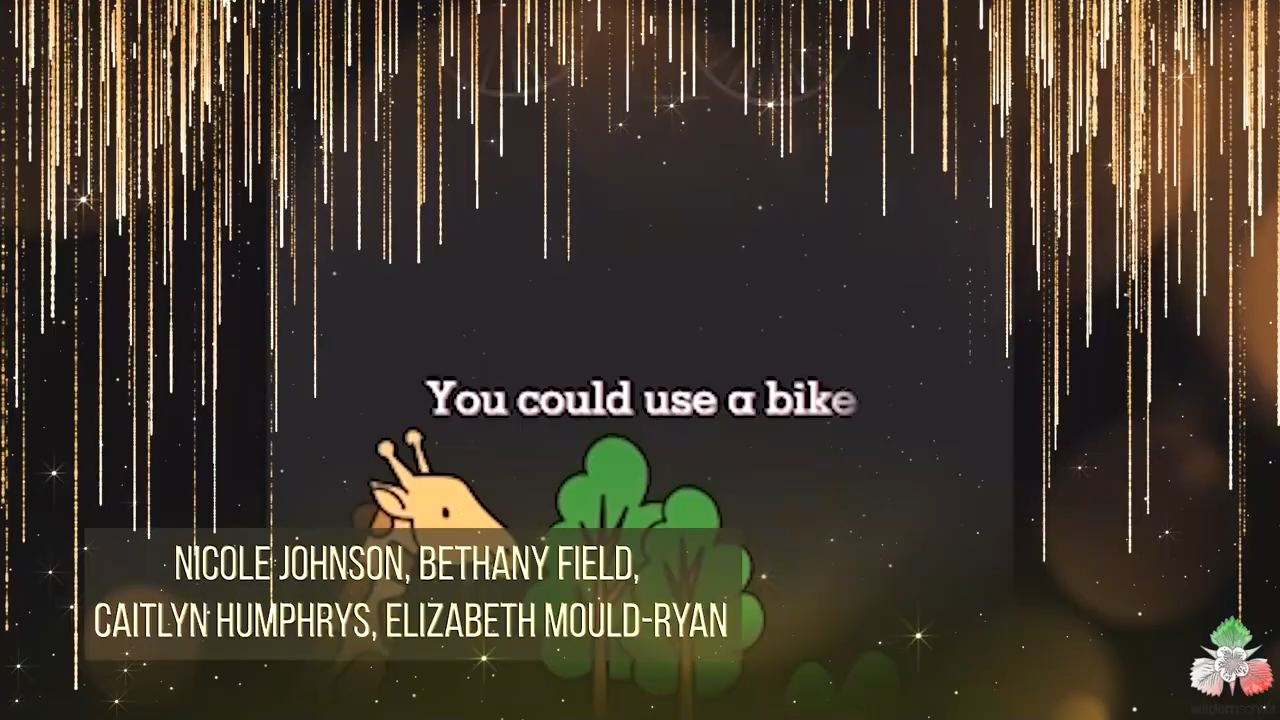 You could use a bike
NICOLE JOHNSON, BETHANY FIELD,
CAITLYN HUMPHRYS, ELIZABETH MOULD-RYAN